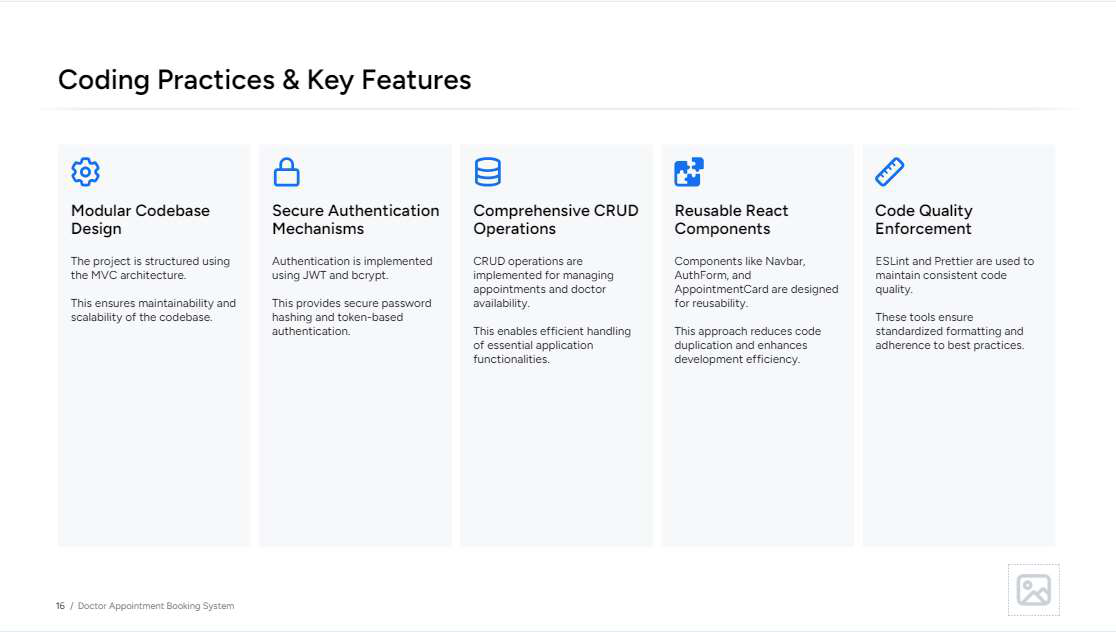 Coding Practices & Key Features
Modular Codebase
Design
The project is structured using
the MVC architecture.
This ensures maintainability and
scalability of the codebase.
Secure Authentication
Mechanisms
Authentication is implemented
using JWT and bcrypt.
This provides secure password
hashing and token-based
authentication.
Comprehensive CRUD
Operations
CRUD operations are
implemented for managing
appointments and doctor
availability.
This enables efficient handling
of essential application
functionalities.
Reusable React
Components
Components like Navbar,
AuthForm, and
AppointmentCard are designed
for reusability.
This approach reduces code
duplication and enhances
development efficiency.
Code Quality
Enforcement
ESLint and Prettier are used to
maintain consistent code
quality.
These tools ensure
standardized formatting and
adherence to best practices.
16 / Doctor Appointment Booking System